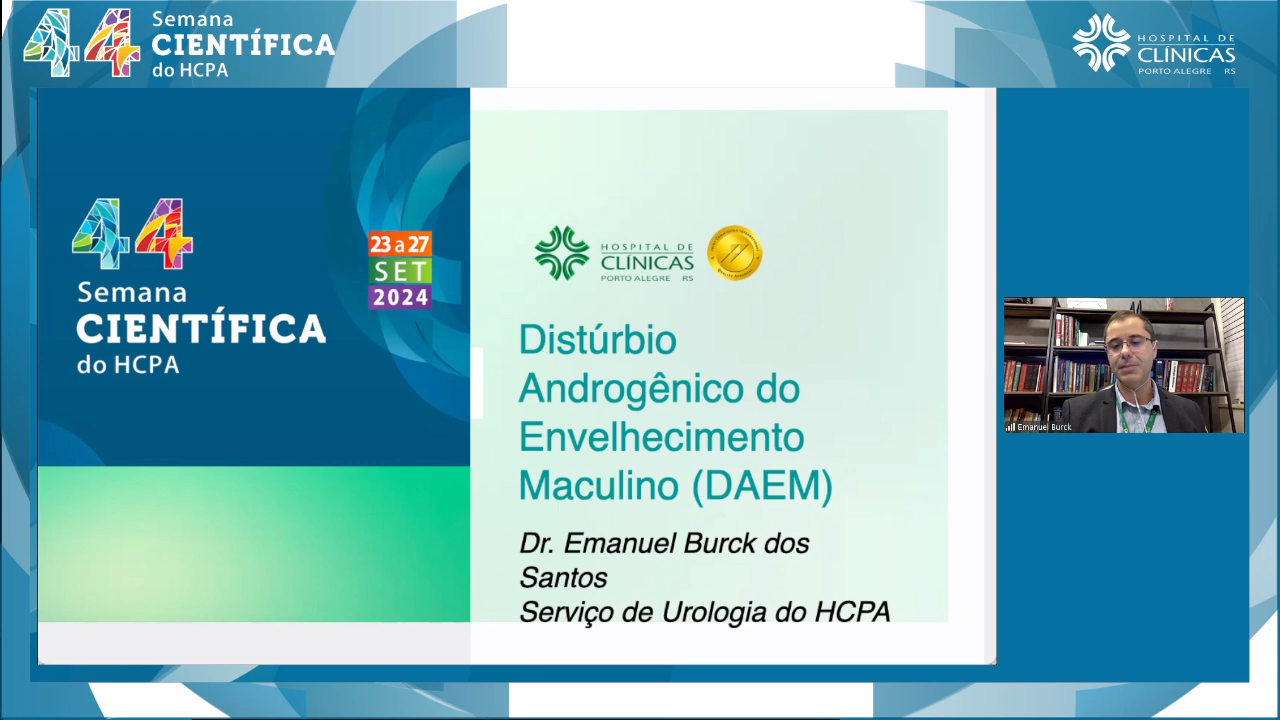 44
Semana
CIENTÍFICA
do HCPA
HOSPITAL DE
CLÍNICAS
PORTO ALEGRE RS
44
Semana
CIENTÍFICA
do HCPA
23 a 27
SET
2024
HOSPITAL DE
CLÍNICAS
PORTO ALEGRE RS
Distúrbio
Androgênico do
Envelhecimento
Maculino (DAEM)
Dr. Emanuel Burck dos
Santos
Serviço de Urologia do HCPA
Emanuel Burck